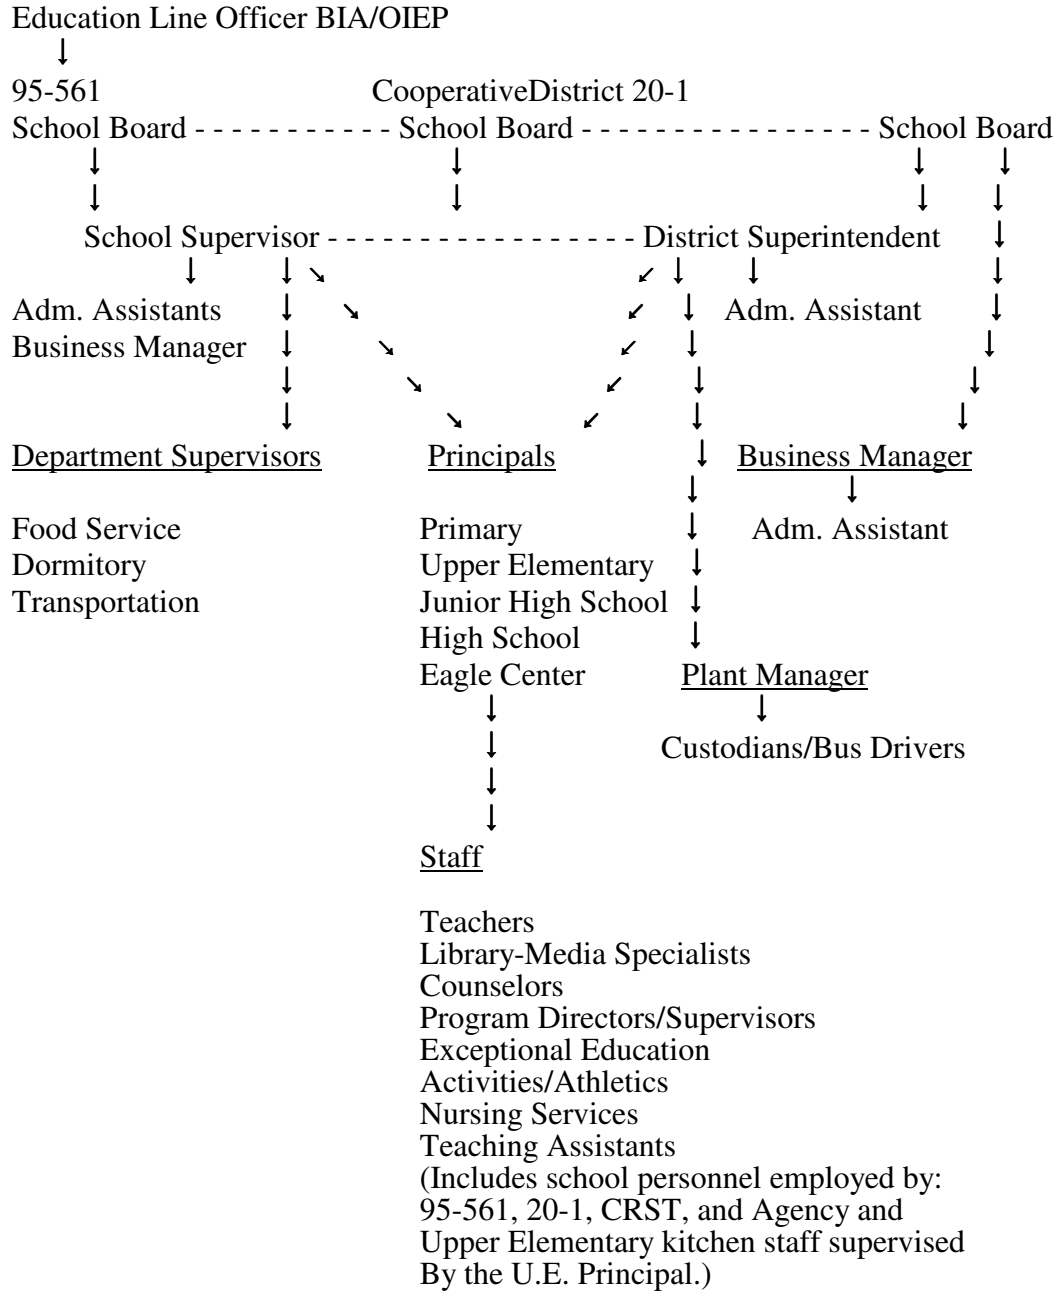 Education Line Officer BIA/OIEP
95-561 CooperativeDistrict 20-1
School Board - - - - - - - - - - - School Board - - - - - - - - - - - - - - - - School Board
School Supervisor - - - - - - - - - - - - - - - - - District Superintendent
Adm. Assistants Adm. Assistant
Business Manager
Department Supervisors Principals Business Manager
Food Service Primary Adm. Assistant
Dormitory Upper Elementary
Transportation Junior High School
High School
Eagle Center Plant Manager
Custodians/Bus Drivers
Staff
Teachers
Library-Media Specialists
Counselors
Program Directors/Supervisors
Exceptional Education
Activities/Athletics
Nursing Services
Teaching Assistants
(Includes school personnel employed by:
95-561, 20-1, CRST, and Agency and
Upper Elementary kitchen staff supervised
By the U.E. Principal.)